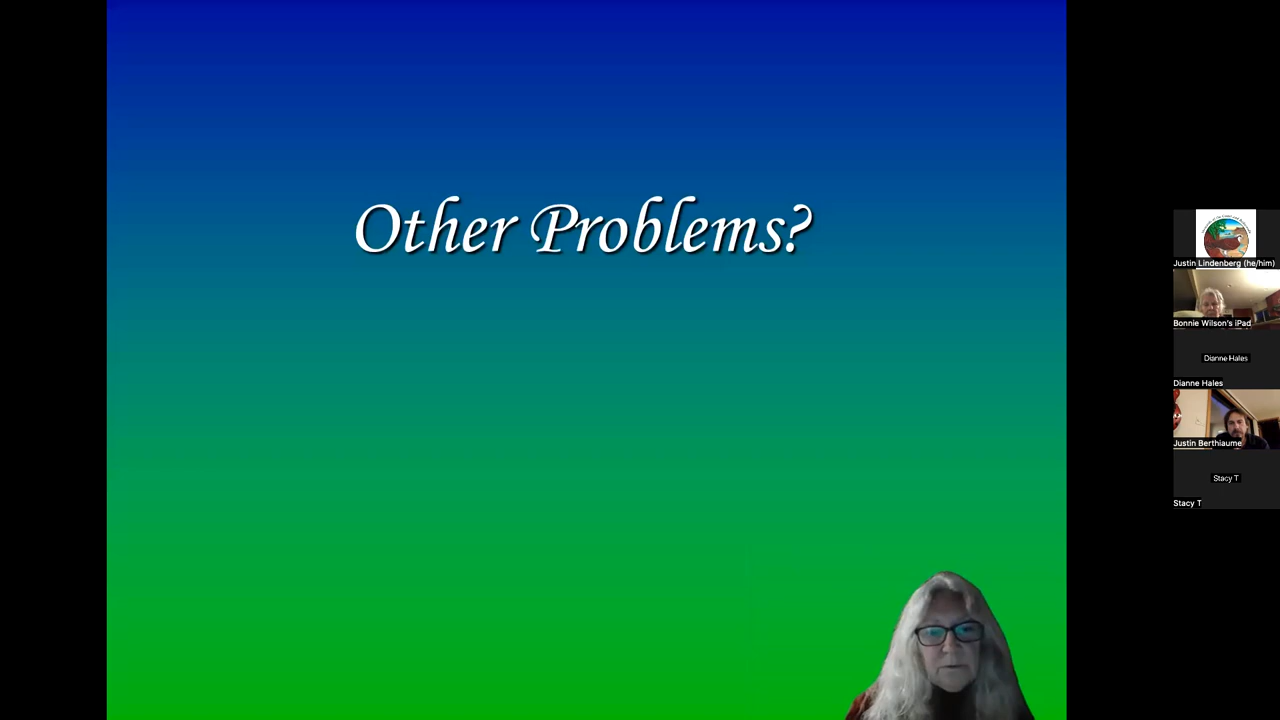 Other Problems?
Justin Lindenberg (he/him)
Bonnie Wilson's iPad
Dianne Hales
Dianne Hales
Justin Berthiaume
Stacy T
Stacy T